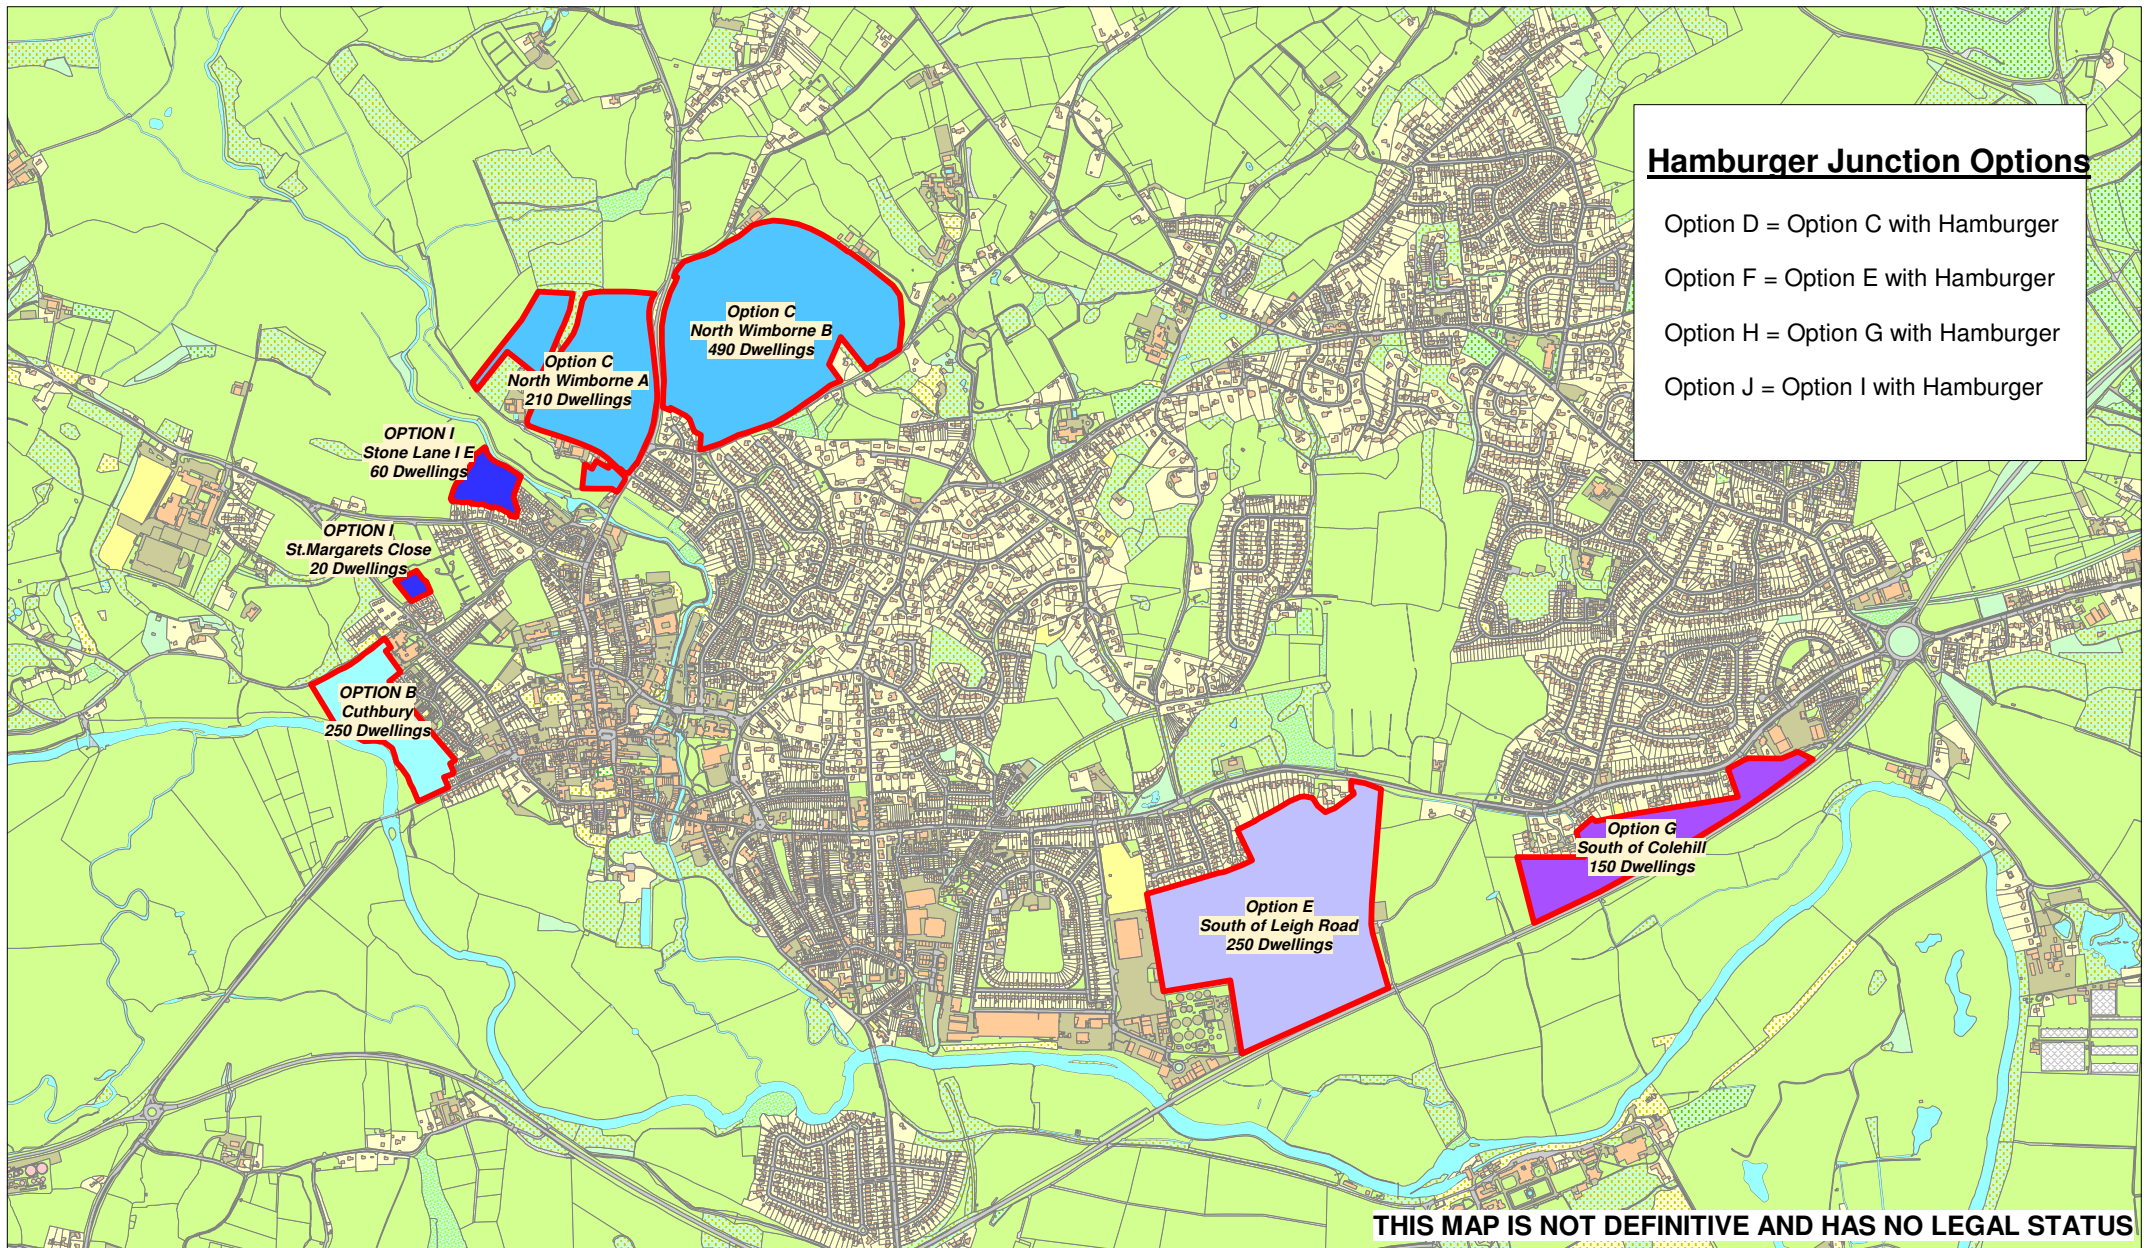 Hamburger Junction Options
Option D = Option C with Hamburger
Option F = Option E with Hamburger
Option H = Option G with Hamburger
Option J = Option I with Hamburger
Option C
North Wimborne B
490 Dwellings
Option C
North Wimborne A
210 Dwellings
OPTION I
Stone Lane I E
60 Dwellings
OPTION I
St.Margarets Close
20 Dwellings
OPTION B
Cuthbury
250 Dwellings
Option G
South of Colehill
150 Dwellings
Option E
South of Leigh Road
250 Dwellings
THIS MAP IS NOT DEFINITIVE AND HAS NO LEGAL STATUS